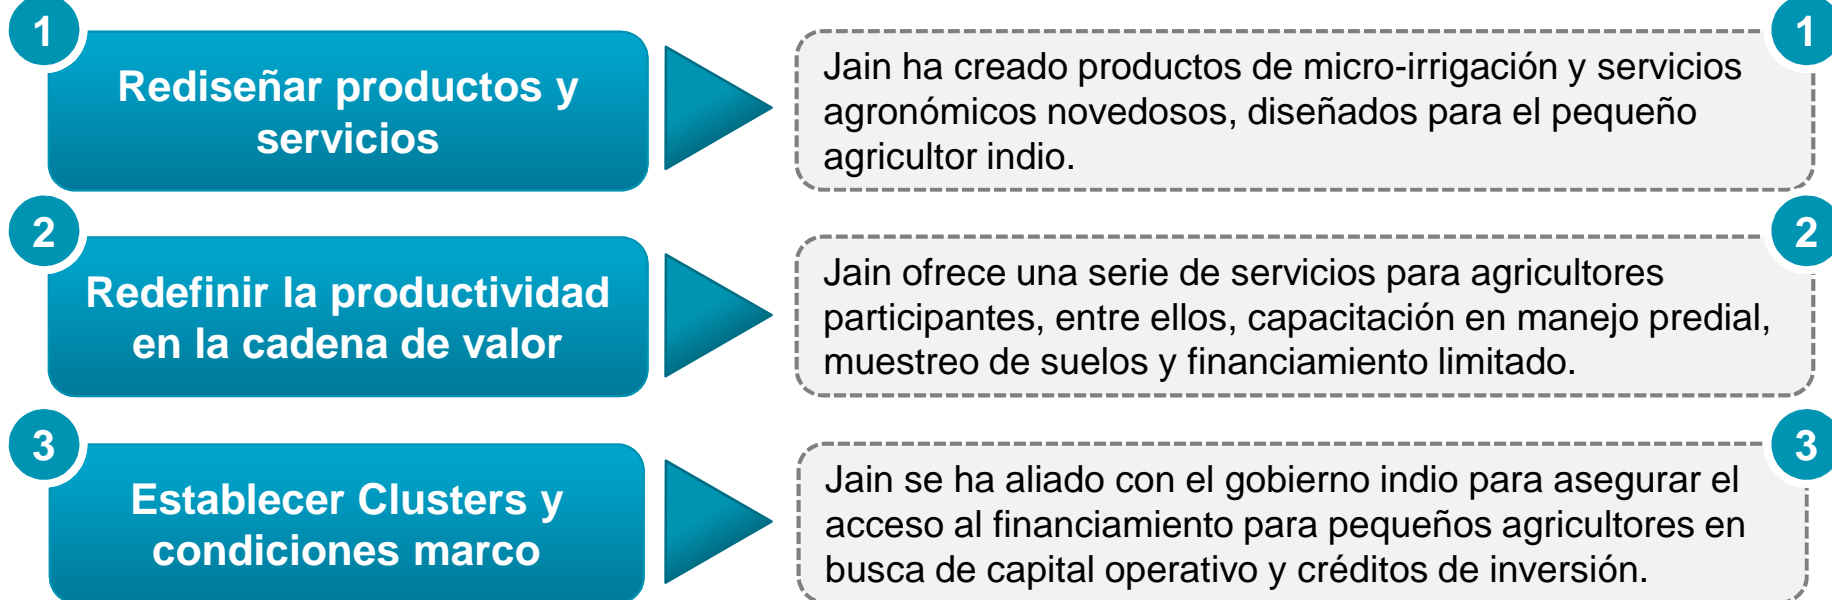 1
Rediseñar productos y
servicios
1
Jain ha creado productos de micro-irrigación y servicios
agronómicos novedosos, diseñados para el pequeño
agricultor indio.
2
Redefinir la productividad
en la cadena de valor
2
Jain ofrece una serie de servicios para agricultores
participantes, entre ellos, capacitación en manejo predial,
muestreo de suelos y financiamiento limitado.
3
Establecer Clusters y
condiciones marco
3
Jain se ha aliado con el gobierno indio para asegurar el
acceso al financiamiento para pequeños agricultores en
busca de capital operativo y créditos de inversión.